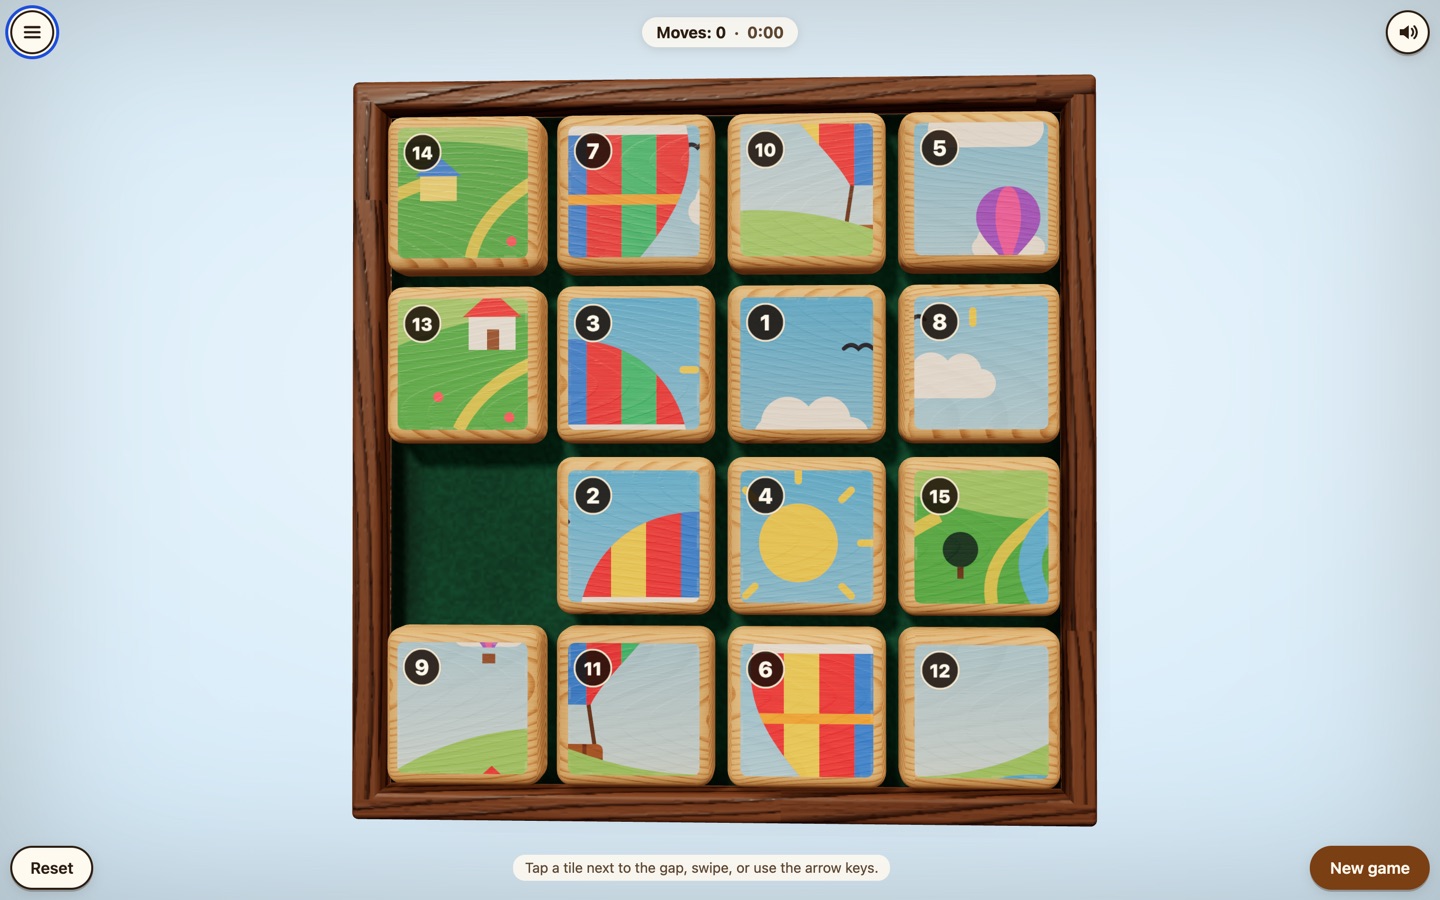 Moves: 0 · 0:00
14 7 10 5
13 3 1 8
2 4 15
9 11 6 12
Reset
Tap a tile next to the gap, swipe, or use the arrow keys.
New game